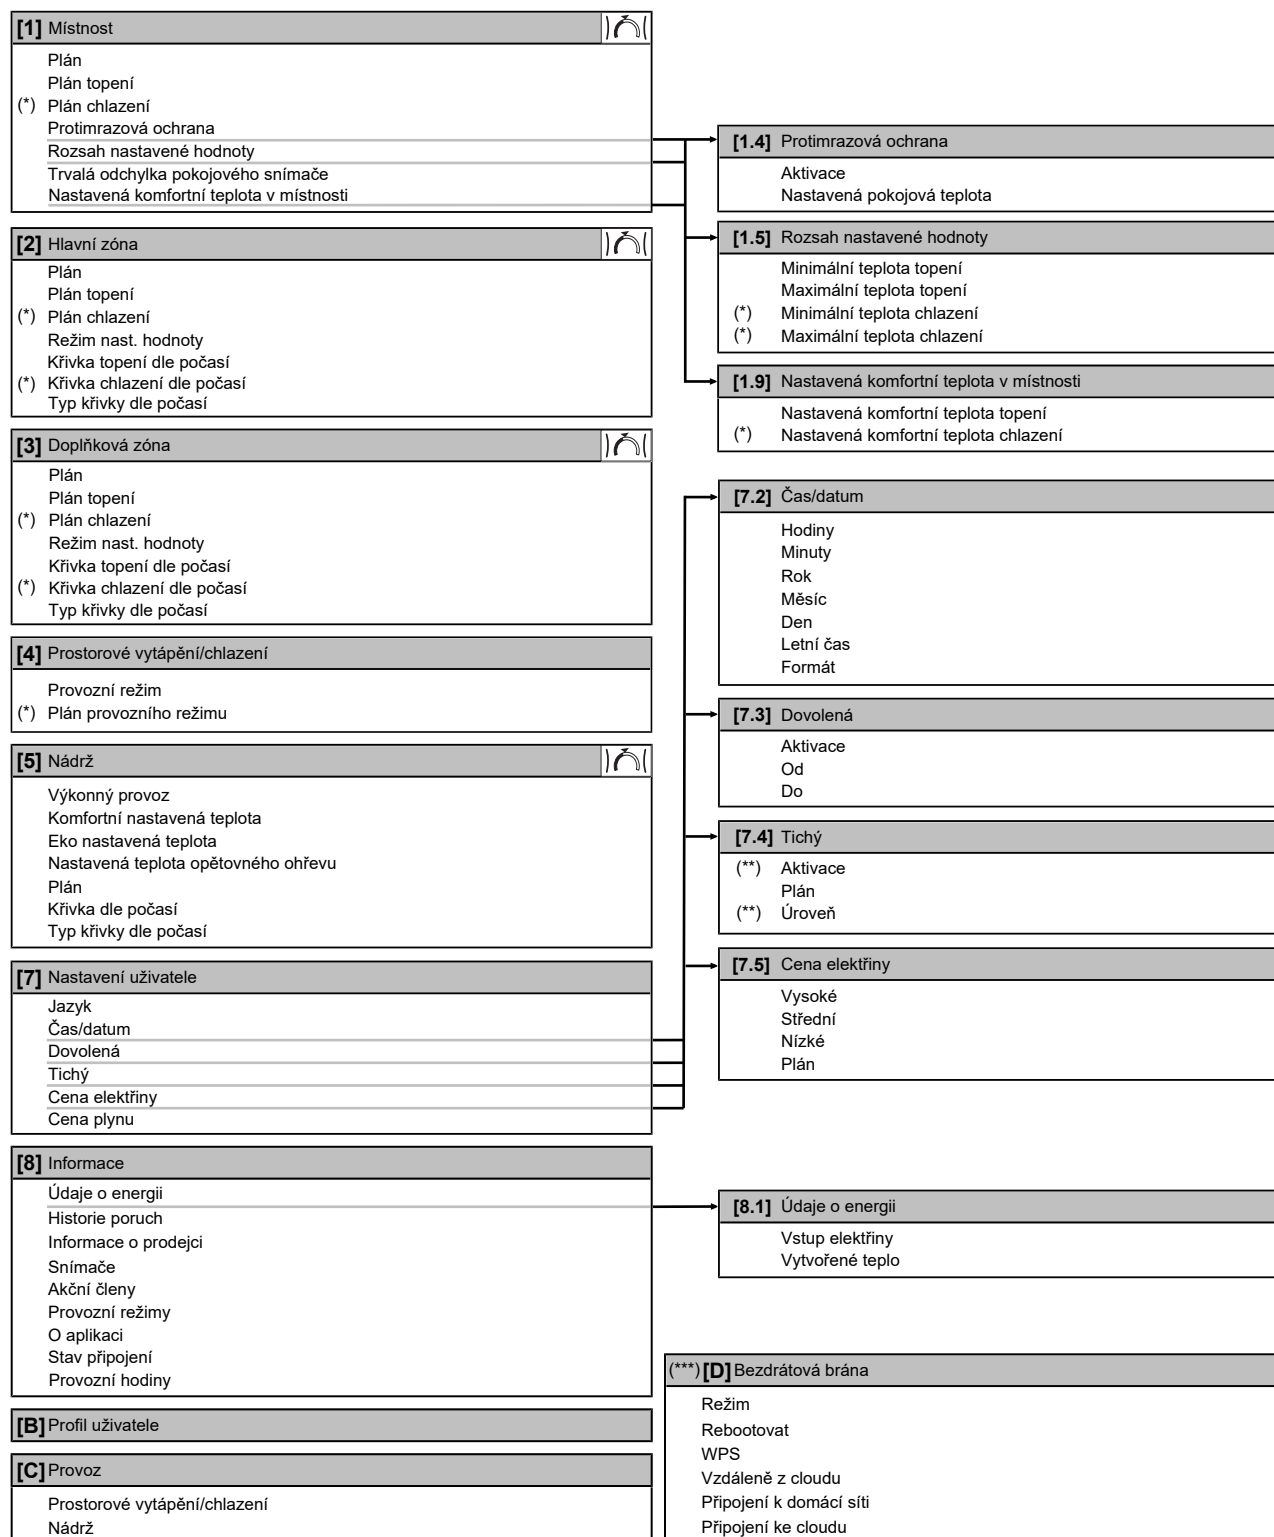 [1] Místnost
Plán
Plán topení
(*) Plán chlazení
Protimrazová ochrana
Rozsah nastavené hodnoty
Trvalá odchylka pokojového snímače
Nastavená komfortní teplota v místnosti
[2] Hlavní zóna
Plán
Plán topení
(*) Plán chlazení
Režim nast. hodnoty
Křivka topení dle počasí
(*) Křivka chlazení dle počasí
Typ křivky dle počasí
[3] Doplňková zóna
Plán
Plán topení
(*) Plán chlazení
Režim nast. hodnoty
Křivka topení dle počasí
(*) Křivka chlazení dle počasí
Typ křivky dle počasí
[4] Prostorové vytápění/chlazení
Provozní režim
(*) Plán provozního režimu
[5] Nádrž
Výkonný provoz
Komfortní nastavená teplota
Eko nastavená teplota
Nastavená teplota opětovného ohřevu
Plán
Křivka dle počasí
Typ křivky dle počasí
[7] Nastavení uživatele
Jazyk
Čas/datum
Dovolená
Tichý
Cena elektřiny
Cena plynu
[8] Informace
Údaje o energii
Historie poruch
Informace o prodejci
Snímače
Akční členy
Provozní režimy
O aplikaci
Stav připojení
Provozní hodiny
[B] Profil uživatele
[C] Provoz
Prostorové vytápění/chlazení
Nádrž
[1.4] Protimrazová ochrana
Aktivace
Nastavená pokojová teplota
[1.5] Rozsah nastavené hodnoty
Minimální teplota topení
Maximální teplota topení
(*) Minimální teplota chlazení
(*) Maximální teplota chlazení
[1.9] Nastavená komfortní teplota v místnosti
Nastavená komfortní teplota topení
(*) Nastavená komfortní teplota chlazení
[7.2] Čas/datum
Hodiny
Minuty
Rok
Měsíc
Den
Letní čas
Formát
[7.3] Dovolená
Aktivace
Od
Do
[7.4] Tichý
(**) Aktivace
Plán
(**) Úroveň
[7.5] Cena elektřiny
Vysoké
Střední
Nízké
Plán
[8.1] Údaje o energii
Vstup elektřiny
Vytvořené teplo
(***) [D] Bezdrátová brána
Režim
Rebootovat
WPS
Vzdáleně z cloudu
Připojení k domácí síti
Připojení ke cloudu